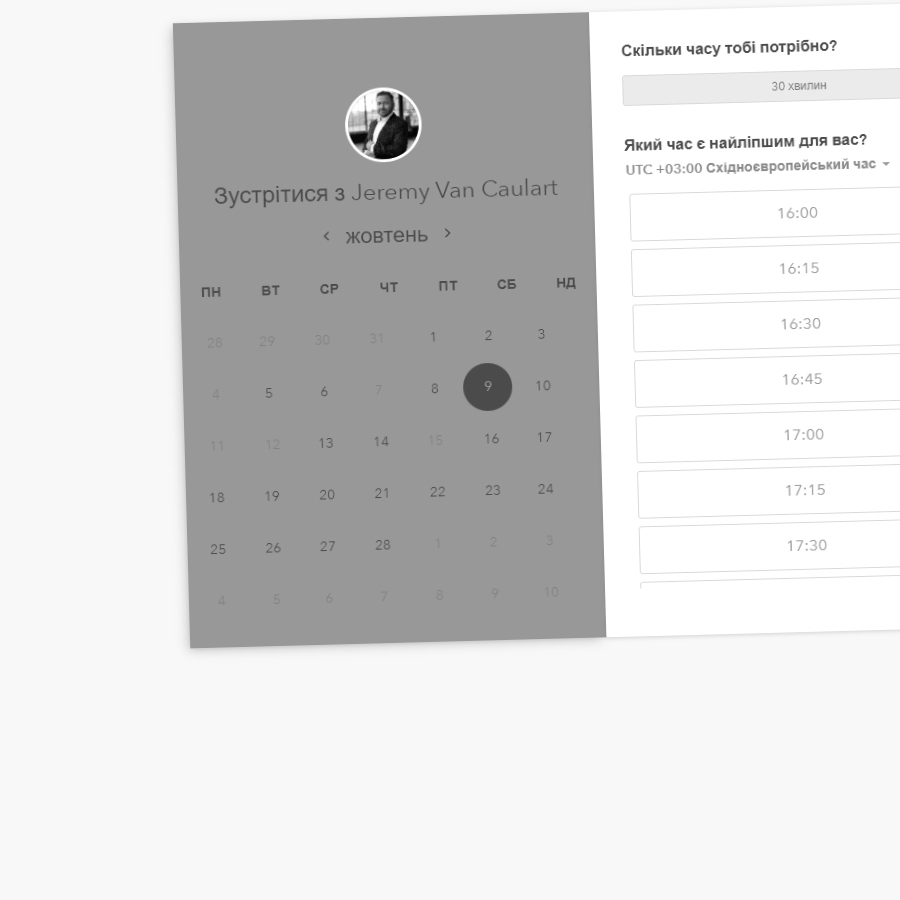 Зустрітися з Jeremy Van Caulart
< жовтень >
ПН ВТ СР ЧТ ПТ СБ НД
28 29 30 31 1 2 3
4 5 6 7 8 9 10
11 12 13 14 15 16 17
18 19 20 21 22 23 24
25 26 27 28 1 2 3
4 5 6 7 8 9 10
Скільки часу тобі потрібно?
30 хвилин
Який час є найліпшим для вас?
UTC +03:00 Східноєвропейський час
16:00
16:15
16:30
16:45
17:00
17:15
17:30